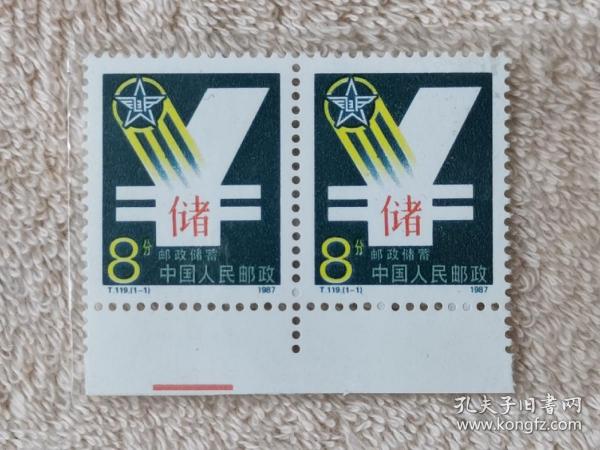 储
8分
邮政储蓄
中国人民邮政
T.119.(1-1) 1987
储
8分
邮政储蓄
中国人民邮政
T.119.(1-1) 1987
孔夫子旧书网
www.kongfz.com